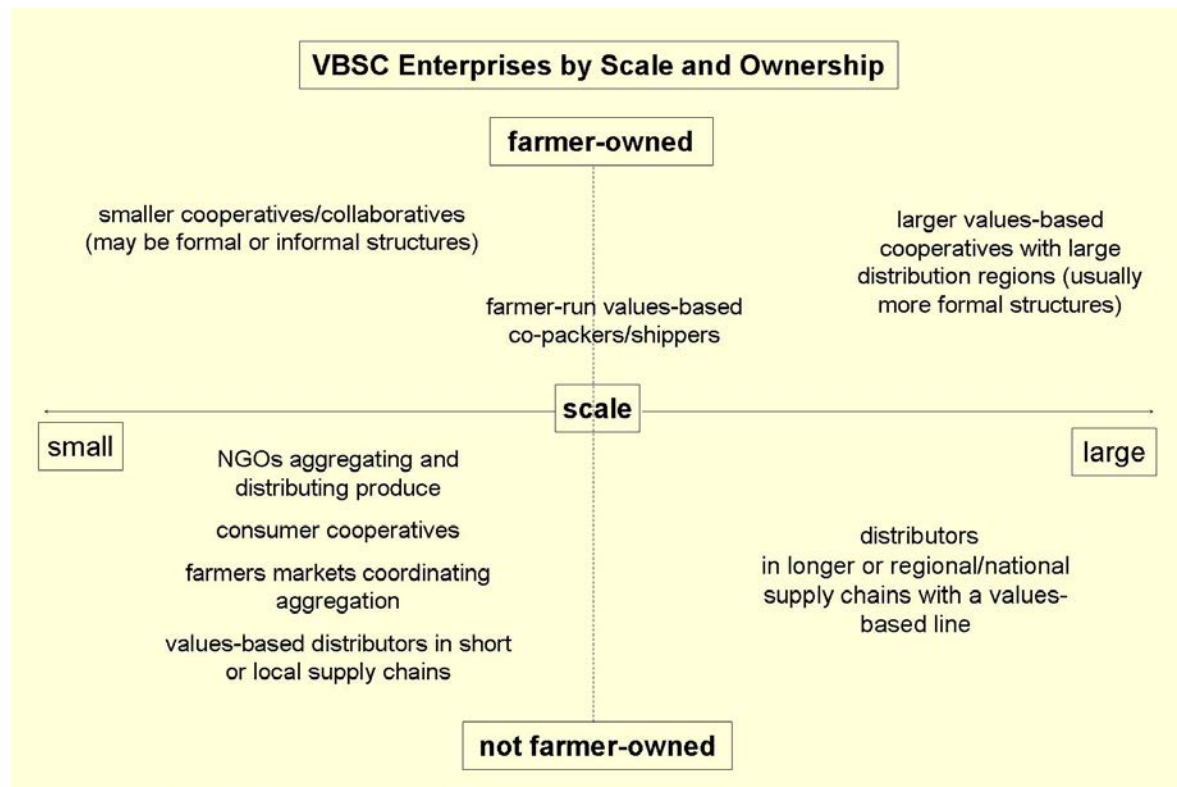 VBSC Enterprises by Scale and Ownership
farmer-owned
smaller cooperatives/collaboratives
(may be formal or informal structures)
larger values-based
cooperatives with large
distribution regions (usually
more formal structures)
farmer-run values-based
co-packers/shippers
scale
small
large
NGOs aggregating and
distributing produce
consumer cooperatives
farmers markets coordinating
aggregation
values-based distributors in short
or local supply chains
distributors
in longer or regional/national
supply chains with a values-
based line
not farmer-owned